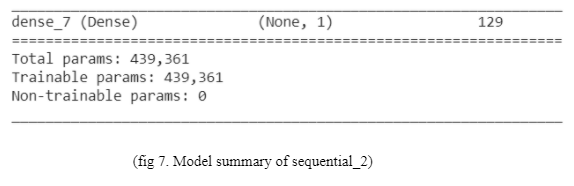 dense_7 (Dense) (None, 1) 129
=================================================================
Total params: 439,361
Trainable params: 439,361
Non-trainable params: 0
(fig 7. Model summary of sequential_2)